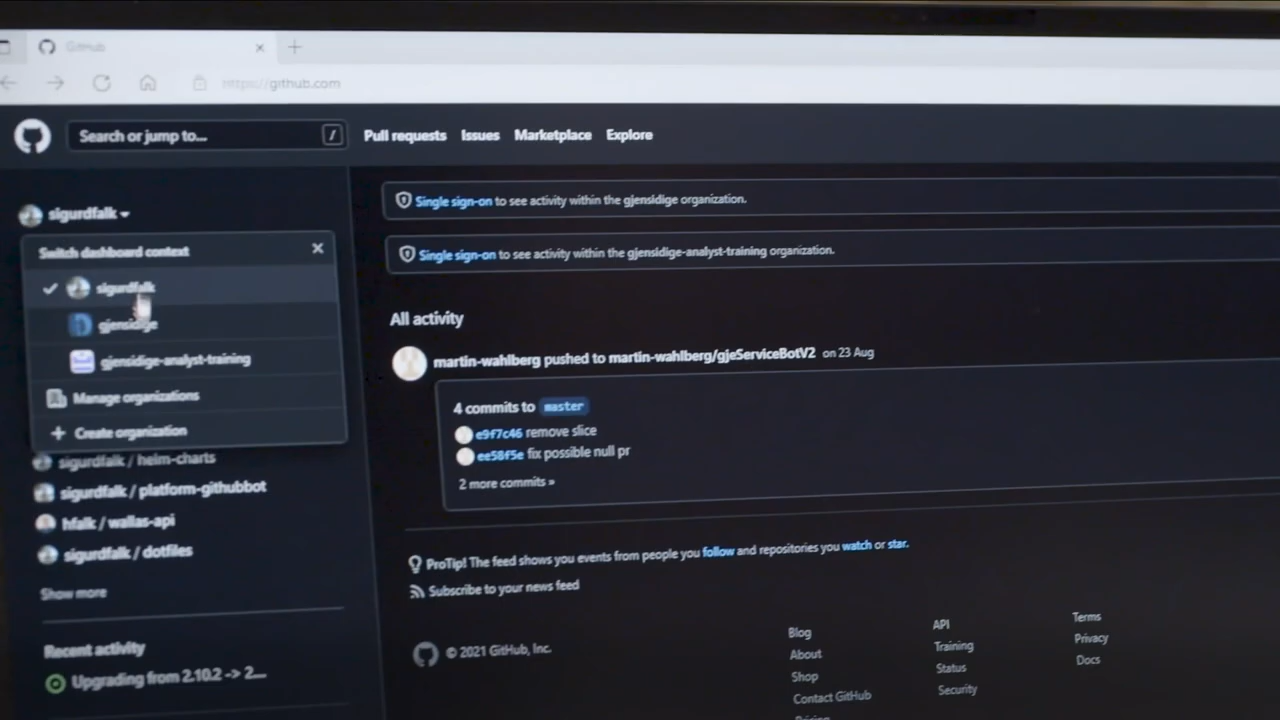 GitHub
https://github.com
Search or jump to... /
Pull requests Issues Marketplace Explore
sigurdfalk
Switch dashboard context
sigurdfalk
gjensidige
gjensidige-analyst-training
Manage organizations
Create organization
sigurdfalk / helm-charts
sigurdfalk / platform-githubbot
hfalk / wallas-api
sigurdfalk / dotfiles
Show more
Recent activity
Upgrading from 2.10.2 -> 2...
Single sign-on to see activity within the gjensidige organization.
Single sign-on to see activity within the gjensidige-analyst-training organization.
All activity
martin-wahlberg pushed to martin-wahlberg/gjeServiceBotV2 on 23 Aug
4 commits to master
e9f7c46 remove slice
ee58f5e fix possible null pr
2 more commits »
ProTip! The feed shows you events from people you follow and repositories you watch or star.
Subscribe to your news feed
© 2021 GitHub, Inc.
Blog
About
Shop
Contact GitHub
API
Training
Status
Security
Terms
Privacy
Docs